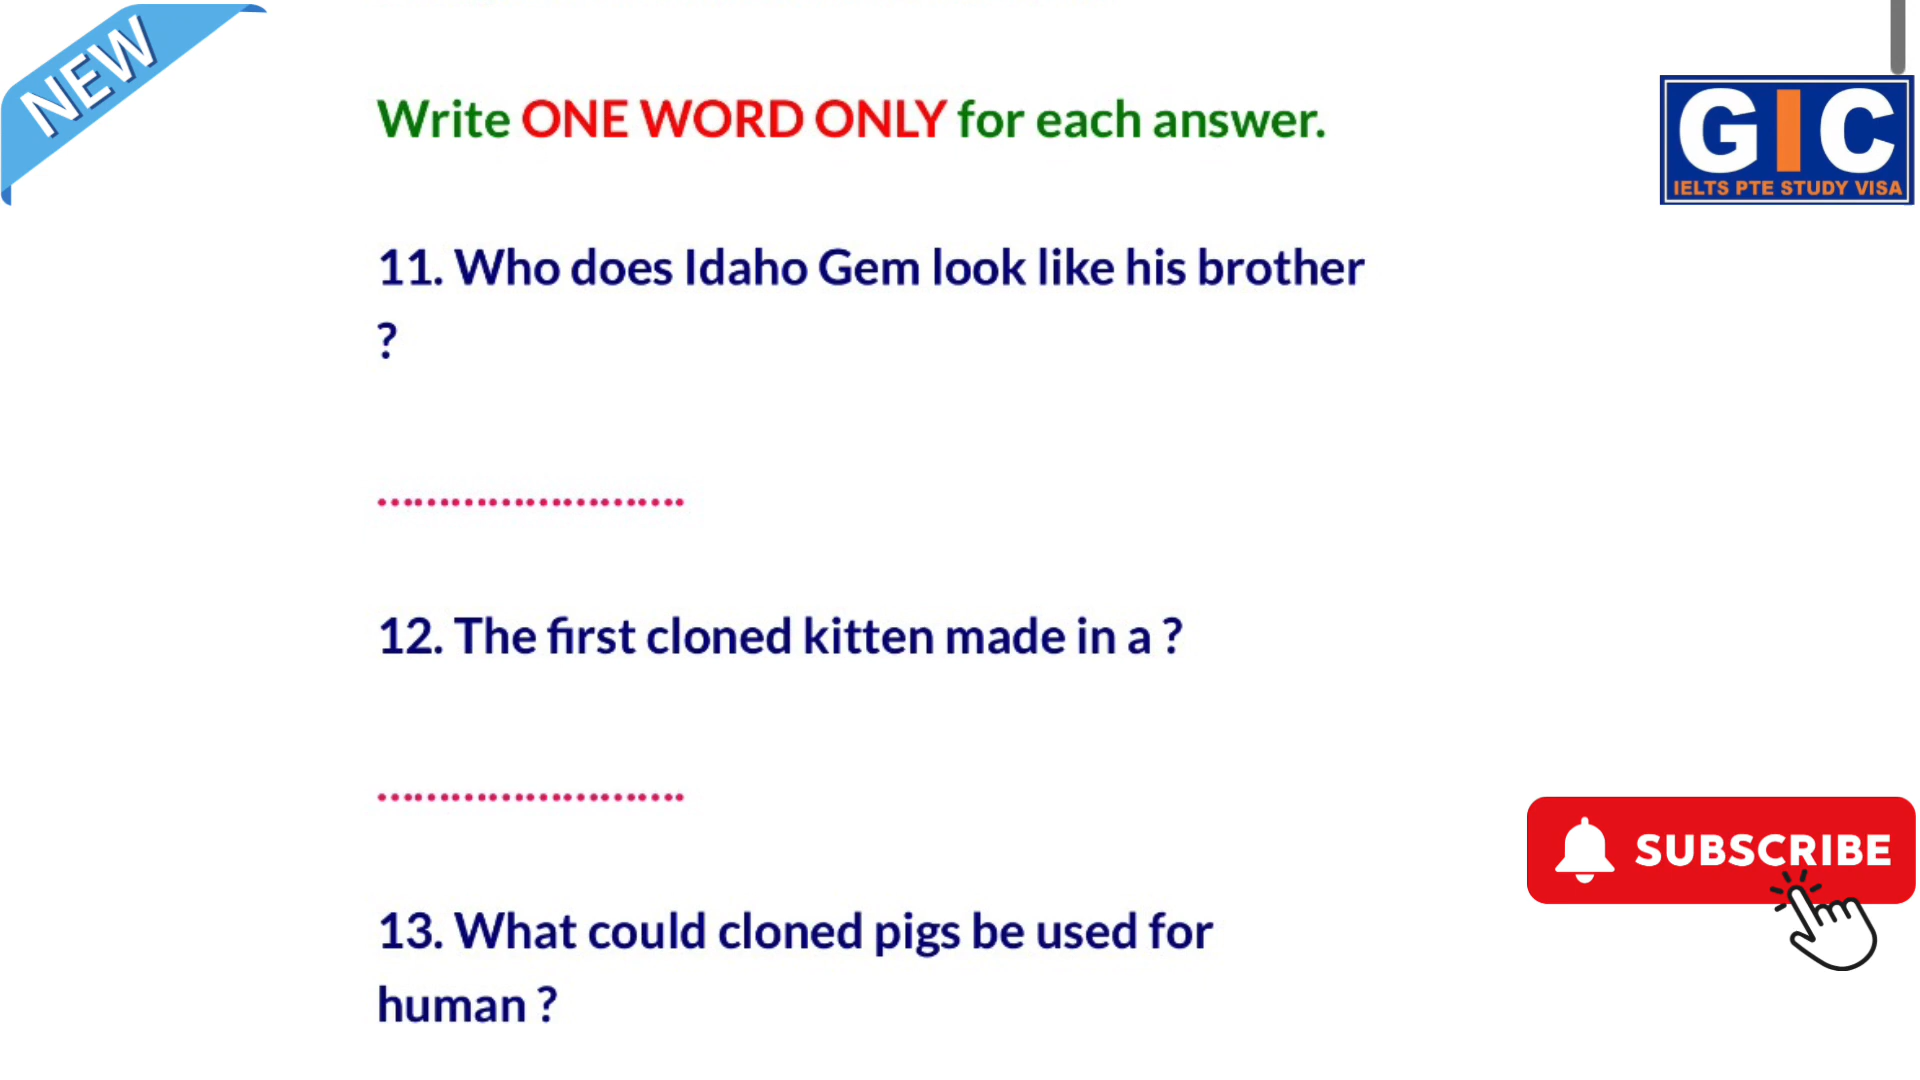 NEW
Write ONE WORD ONLY for each answer.
GIC
IELTS PTE STUDY VISA
11. Who does Idaho Gem look like his brother
?
.........................
12. The first cloned kitten made in a ?
.........................
SUBSCRIBE
13. What could cloned pigs be used for
human ?